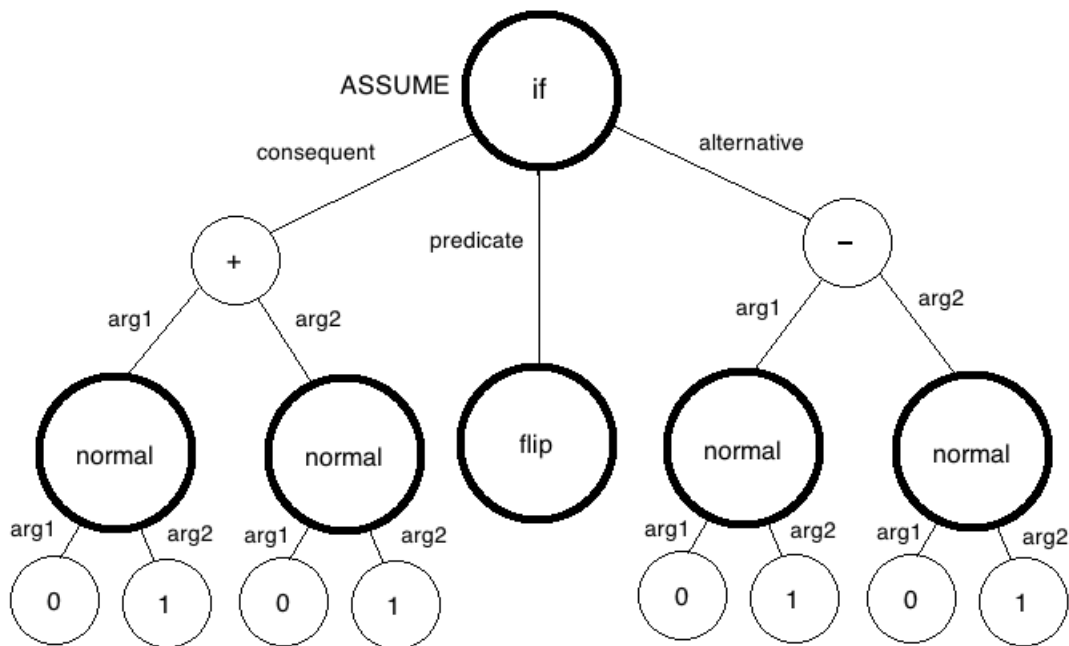 ASSUME
if
consequent
alternative
predicate
+
−
arg1
arg2
arg1
arg2
normal
normal
flip
normal
normal
arg1
arg2
arg1
arg2
arg1
arg2
arg1
arg2
0
1
0
1
0
1
0
1